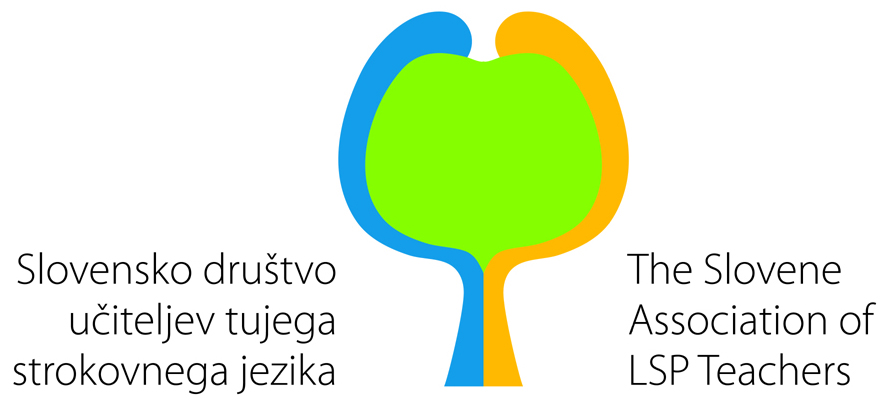 Slovensko društvo
učiteljev tujega
strokovnega jezika
The Slovene
Association of
LSP Teachers